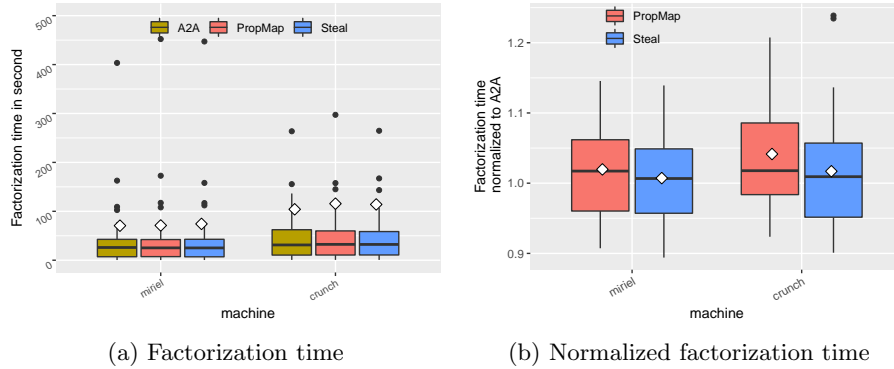 A2A PropMap Steal
Factorization time in second
500
400
300
200
100
0
miriel
crunch
machine
(a) Factorization time
PropMap
Steal
Factorization time
normalized to A2A
1.2
1.1
1.0
0.9
miriel
crunch
machine
(b) Normalized factorization time